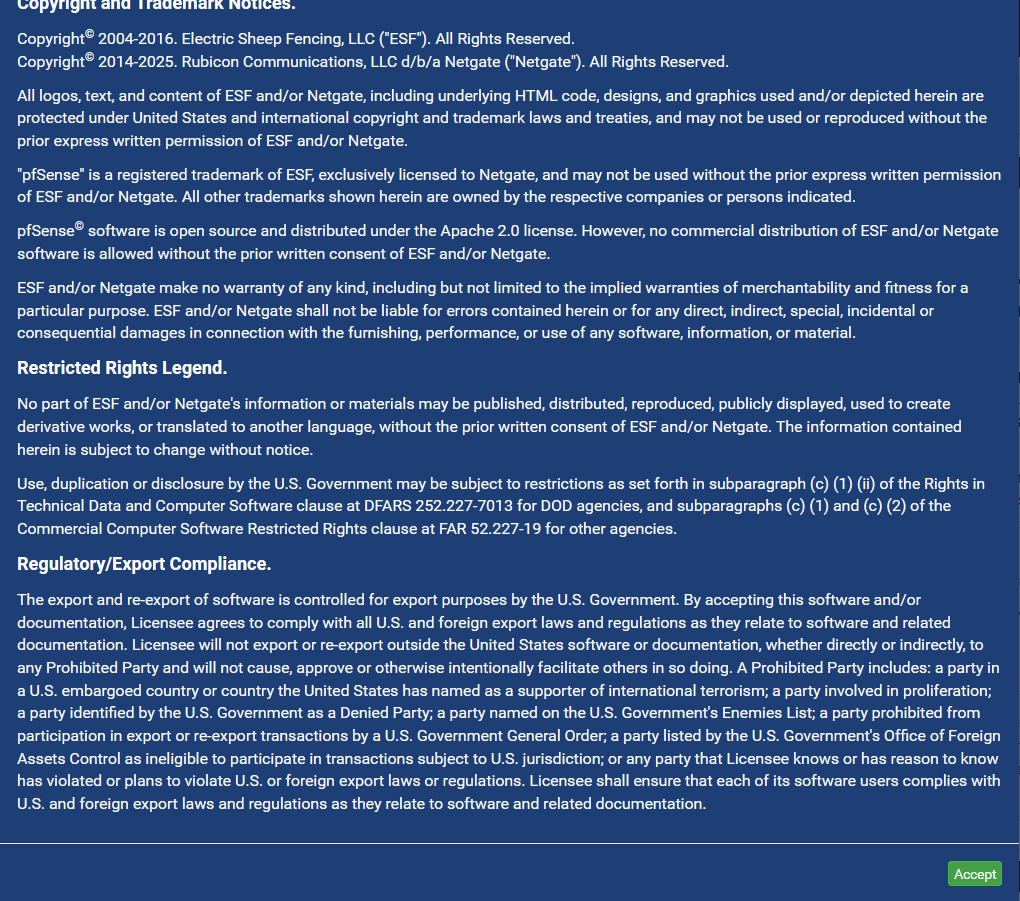 Copyright and Trademark Notices.
Copyright© 2004-2016. Electric Sheep Fencing, LLC ("ESF"). All Rights Reserved.
Copyright© 2014-2025. Rubicon Communications, LLC d/b/a Netgate ("Netgate"). All Rights Reserved.
All logos, text, and content of ESF and/or Netgate, including underlying HTML code, designs, and graphics used and/or depicted herein are
protected under United States and international copyright and trademark laws and treaties, and may not be used or reproduced without the
prior express written permission of ESF and/or Netgate.
"pfSense" is a registered trademark of ESF, exclusively licensed to Netgate, and may not be used without the prior express written permission
of ESF and/or Netgate. All other trademarks shown herein are owned by the respective companies or persons indicated.
pfSense© software is open source and distributed under the Apache 2.0 license. However, no commercial distribution of ESF and/or Netgate
software is allowed without the prior written consent of ESF and/or Netgate.
ESF and/or Netgate make no warranty of any kind, including but not limited to the implied warranties of merchantability and fitness for a
particular purpose. ESF and/or Netgate shall not be liable for errors contained herein or for any direct, indirect, special, incidental or
consequential damages in connection with the furnishing, performance, or use of any software, information, or material.
Restricted Rights Legend.
No part of ESF and/or Netgate's information or materials may be published, distributed, reproduced, publicly displayed, used to create
derivative works, or translated to another language, without the prior written consent of ESF and/or Netgate. The information contained
herein is subject to change without notice.
Use, duplication or disclosure by the U.S. Government may be subject to restrictions as set forth in subparagraph (c) (1) (ii) of the Rights in
Technical Data and Computer Software clause at DFARS 252.227-7013 for DOD agencies, and subparagraphs (c) (1) and (c) (2) of the
Commercial Computer Software Restricted Rights clause at FAR 52.227-19 for other agencies.
Regulatory/Export Compliance.
The export and re-export of software is controlled for export purposes by the U.S. Government. By accepting this software and/or
documentation, Licensee agrees to comply with all U.S. and foreign export laws and regulations as they relate to software and related
documentation. Licensee will not export or re-export outside the United States software or documentation, whether directly or indirectly, to
any Prohibited Party and will not cause, approve or otherwise intentionally facilitate others in so doing. A Prohibited Party includes: a party in
a U.S. embargoed country or country the United States has named as a supporter of international terrorism; a party involved in proliferation;
a party identified by the U.S. Government as a Denied Party; a party named on the U.S. Government's Enemies List; a party prohibited from
participation in export or re-export transactions by a U.S. Government General Order; a party listed by the U.S. Government's Office of Foreign
Assets Control as ineligible to participate in transactions subject to U.S. jurisdiction; or any party that Licensee knows or has reason to know
has violated or plans to violate U.S. or foreign export laws or regulations. Licensee shall ensure that each of its software users complies with
U.S. and foreign export laws and regulations as they relate to software and related documentation.
Accept